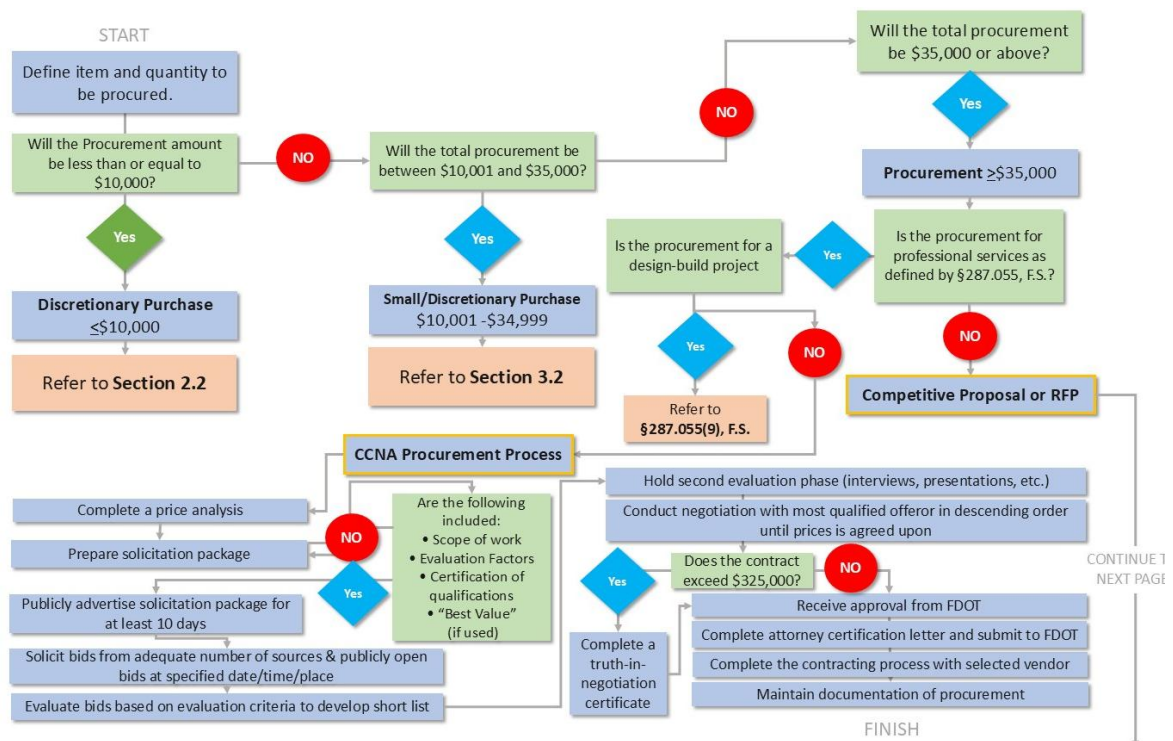 START
Define item and quantity to
be procured.
Will the Procurement amount
be less than or equal to
$10,000?
NO
Will the total procurement be
between $10,001 and $35,000?
NO
Will the total procurement
be $35,000 or above?
Yes
Yes
Yes
Procurement ≥$35,000
Is the procurement for
professional services as
defined by §287.055, F.S.?
Yes
Is the procurement for a
design-build project
Discretionary Purchase
≤$10,000
Small/Discretionary Purchase
$10,001 -$34,999
Yes
NO
NO
Refer to Section 2.2
Refer to Section 3.2
Refer to
§287.055(9), F.S.
Competitive Proposal or RFP
CCNA Procurement Process
Complete a price analysis
Prepare solicitation package
NO
Are the following
included:
• Scope of work
• Evaluation Factors
• Certification of
qualifications
• “Best Value”
(if used)
Yes
Publicly advertise solicitation package for
at least 10 days
Solicit bids from adequate number of sources & publicly open
bids at specified date/time/place
Evaluate bids based on evaluation criteria to develop short list
Hold second evaluation phase (interviews, presentations, etc.)
Conduct negotiation with most qualified offeror in descending order
until prices is agreed upon
Does the contract
exceed $325,000?
Yes
NO
Complete a
truth-in-
negotiation
certificate
Receive approval from FDOT
Complete attorney certification letter and submit to FDOT
Complete the contracting process with selected vendor
Maintain documentation of procurement
FINISH
CONTINUE T
NEXT PAGE